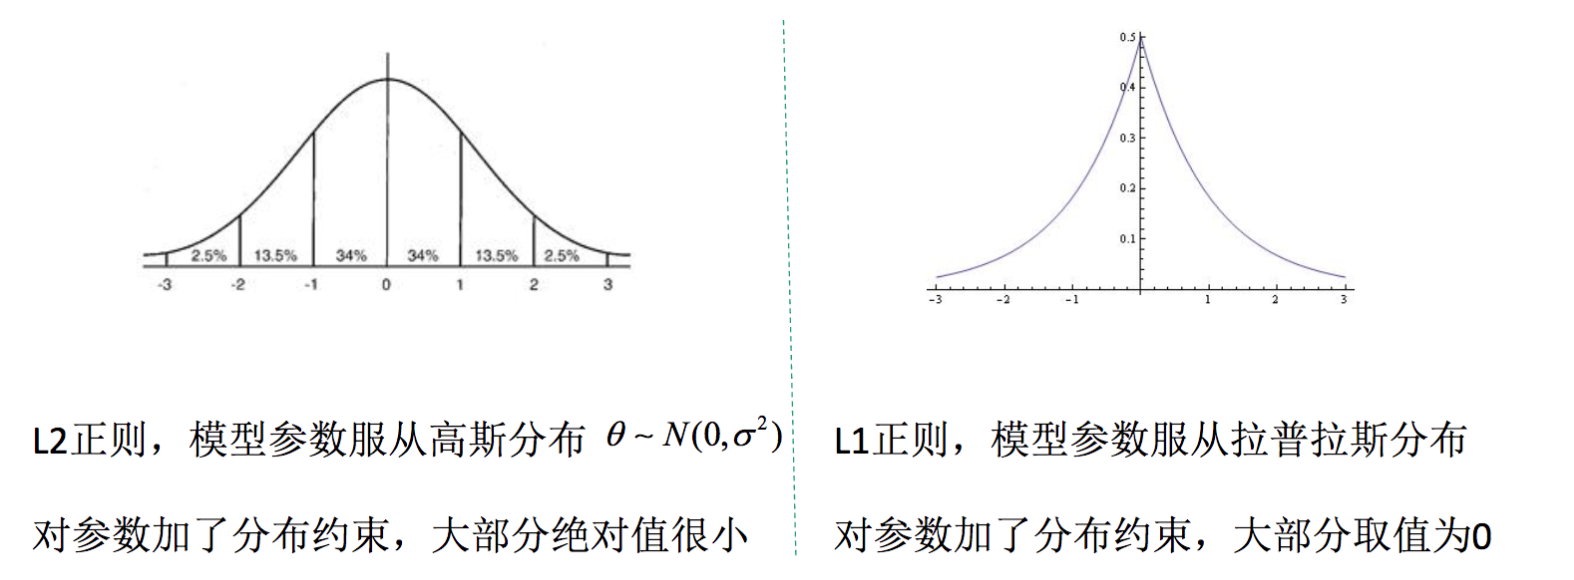 2.5% 13.5% 34% 34% 13.5% 2.5%
-3 -2 -1 0 1 2 3
L2正则，模型参数服从高斯分布 θ ~ N(0,σ²)
对参数加了分布约束，大部分绝对值很小
0.5
0.4
0.3
0.2
0.1
-3 -2 -1 1 2 3
L1正则，模型参数服从拉普拉斯分布
对参数加了分布约束，大部分取值为0